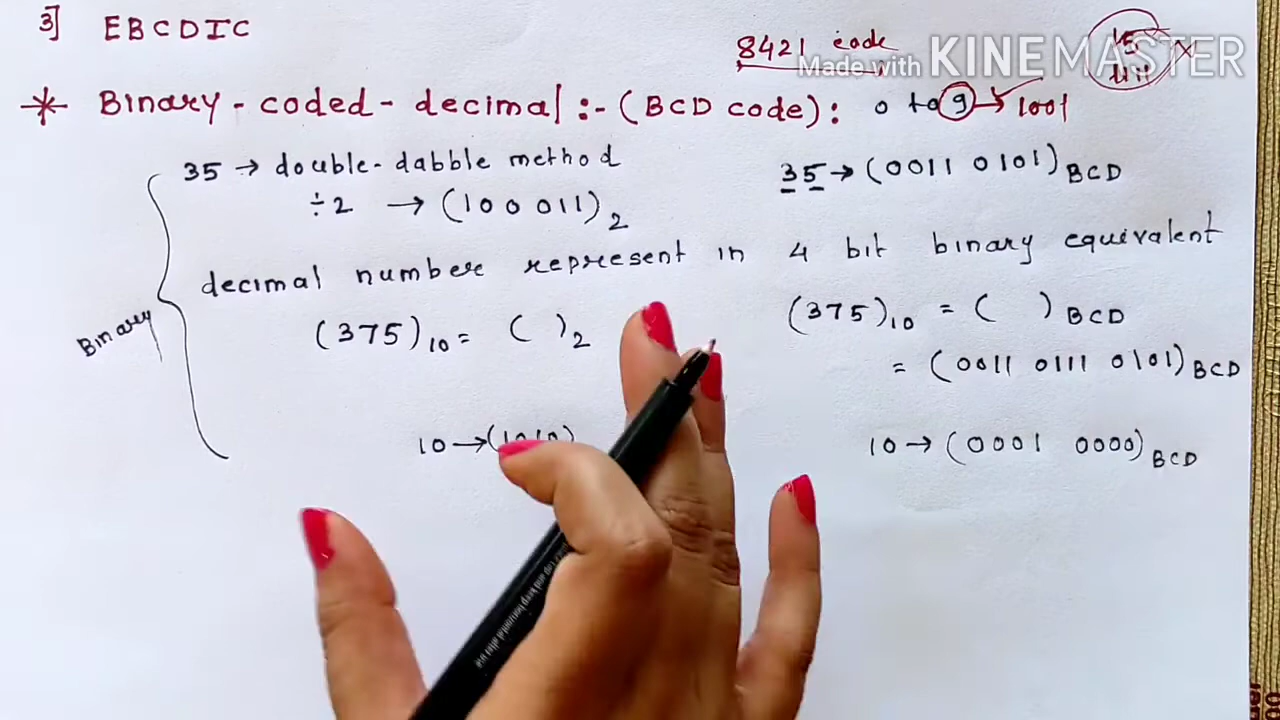 3] EBCDIC
8421 code
15
1111
Made with KINEMASTER
* Binary-coded-decimal:- (BCD code): 0 to 9 → 1001
35 → double-dabble method
÷2 → (100011)2
35 → (0011 0101)BCD
decimal number represent in 4 bit binary equivalent
Binary
(375)10 = ( )2
(375)10 = ( )BCD
= (0011 0111 0101)BCD
10 → (1010)
10 → (0001 0000)BCD